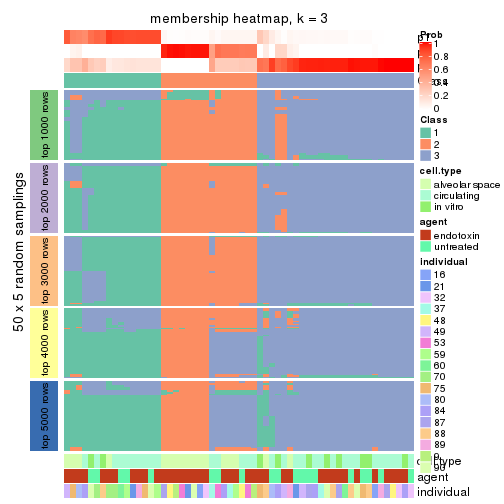 membership heatmap, k = 3
50 x 5 random samplings
top 1000 rows
top 2000 rows
top 3000 rows
top 4000 rows
top 5000 rows
cell.type
agent
individual
Prob
1
0.8
0.6
0.4
0.2
0
Class
1
2
3
cell.type
alveolar space
circulating
in vitro
agent
endotoxin
untreated
individual
16
21
32
37
48
49
53
59
60
70
75
80
84
87
88
89
9
90